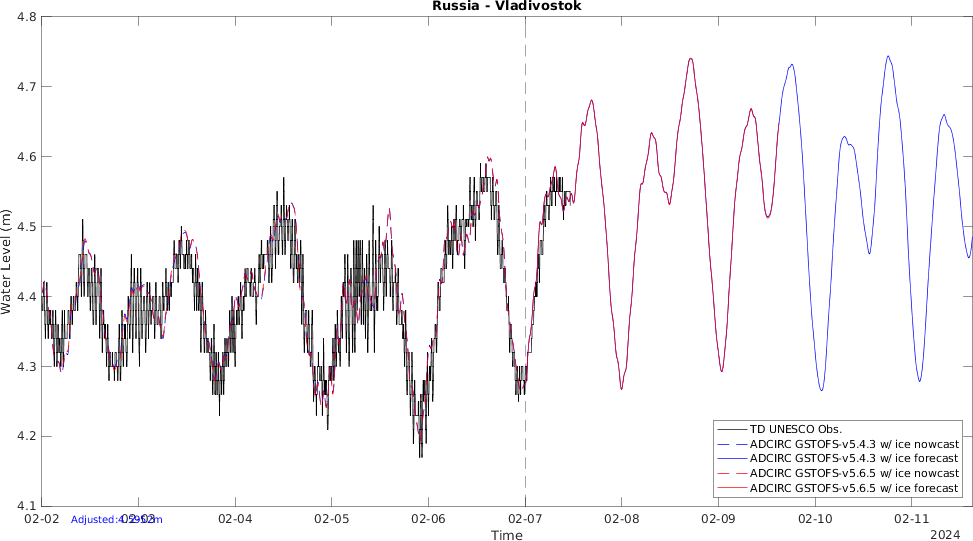 Russia - Vladivostok
4.8
4.7
4.6
4.5
4.4
4.3
4.2
4.1
Water Level (m)
TD UNESCO Obs.
ADCIRC GSTOFS-v5.4.3 w/ ice nowcast
ADCIRC GSTOFS-v5.4.3 w/ ice forecast
ADCIRC GSTOFS-v5.6.5 w/ ice nowcast
ADCIRC GSTOFS-v5.6.5 w/ ice forecast
02-02 02-03 02-04 02-05 02-06 02-07 02-08 02-09 02-10 02-11
Adjusted:
Time
2024